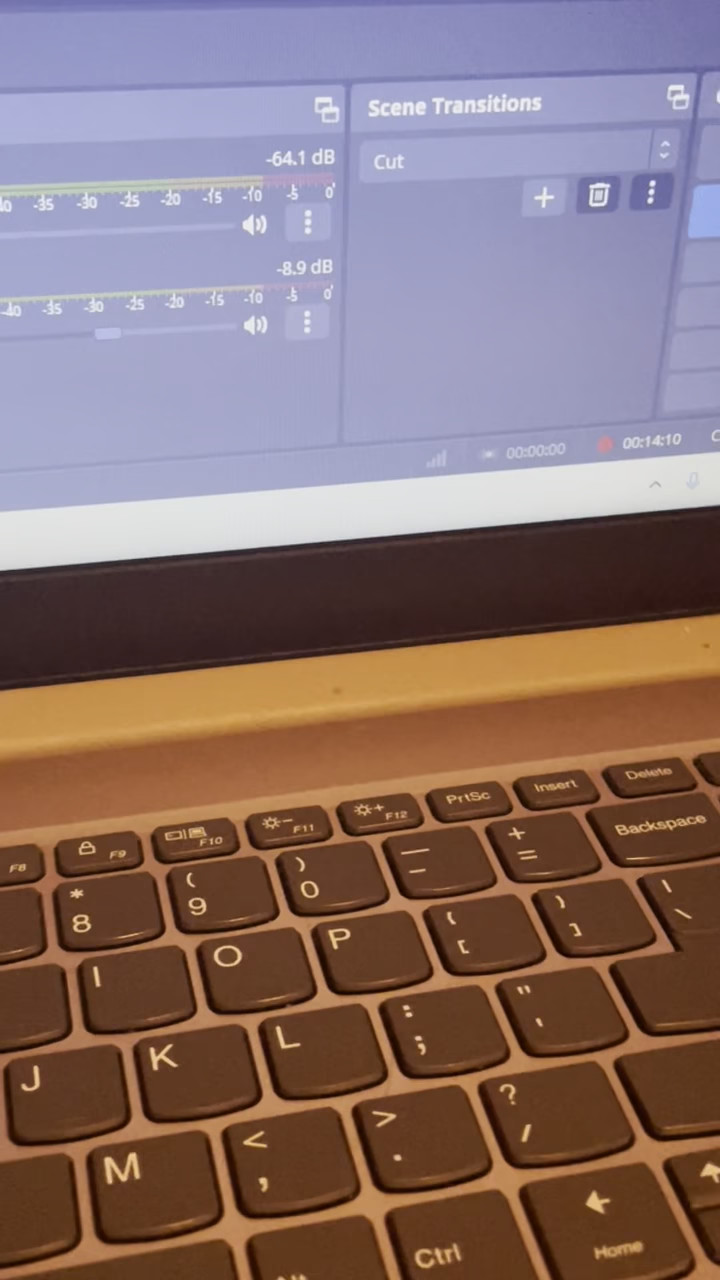 Scene Transitions
-64.1 dB
Cut
-35 -30 -25 -20 -15 -10 -5 0
-8.9 dB
-40 -35 -30 -25 -20 -15 -10 -5 0
00:00:00 00:14:10
F8 F9 F10 F11 F12 PrtSc Insert Delete
* 8 ( 9 ) 0 — - + = Backspace
I O P [ ] \
J K L : ; " '
M < , > . ? /
Ctrl Home